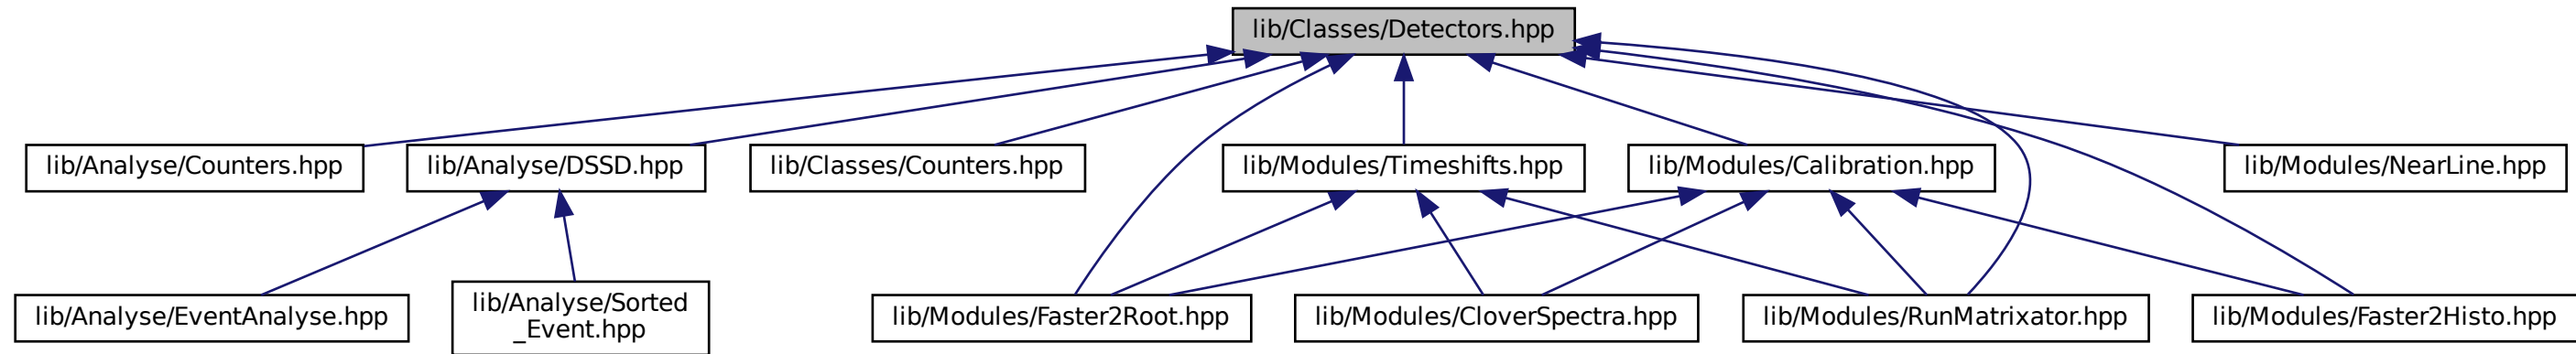 lib/Classes/Detectors.hpp
lib/Analyse/Counters.hpp
lib/Analyse/DSSD.hpp
lib/Classes/Counters.hpp
lib/Modules/Timeshifts.hpp
lib/Modules/Calibration.hpp
lib/Modules/NearLine.hpp
lib/Analyse/EventAnalyse.hpp
lib/Analyse/Sorted
_Event.hpp
lib/Modules/Faster2Root.hpp
lib/Modules/CloverSpectra.hpp
lib/Modules/RunMatrixator.hpp
lib/Modules/Faster2Histo.hpp